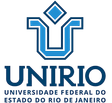 UNIRIO
UNIVERSIDADE FEDERAL DO
ESTADO DO RIO DE JANEIRO